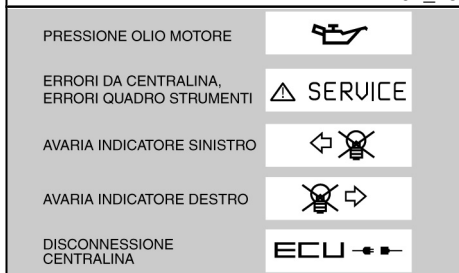 PRESSIONE OLIO MOTORE
ERRORI DA CENTRALINA,
ERRORI QUADRO STRUMENTI
SERVICE
AVARIA INDICATORE SINISTRO
AVARIA INDICATORE DESTRO
DISCONNESSIONE
CENTRALINA
ECU